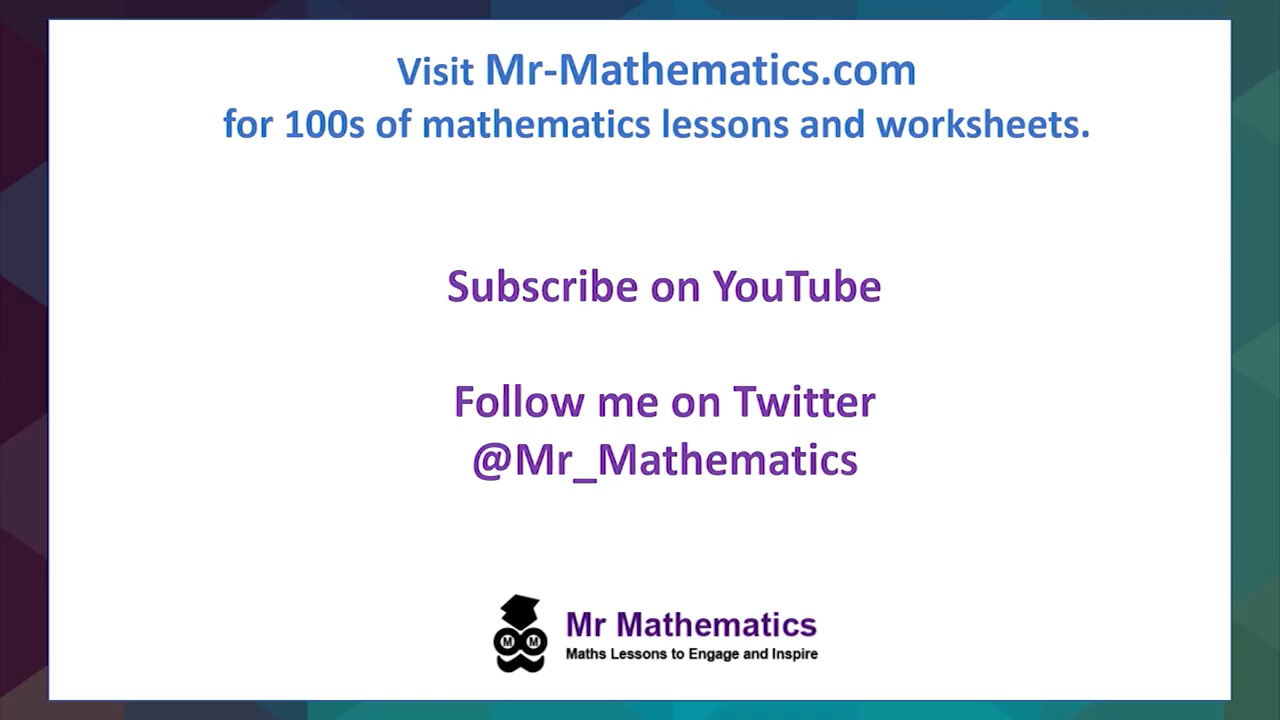 Visit Mr-Mathematics.com
for 100s of mathematics lessons and worksheets.
Subscribe on YouTube
Follow me on Twitter
@Mr_Mathematics
M M
Mr Mathematics
Maths Lessons to Engage and Inspire